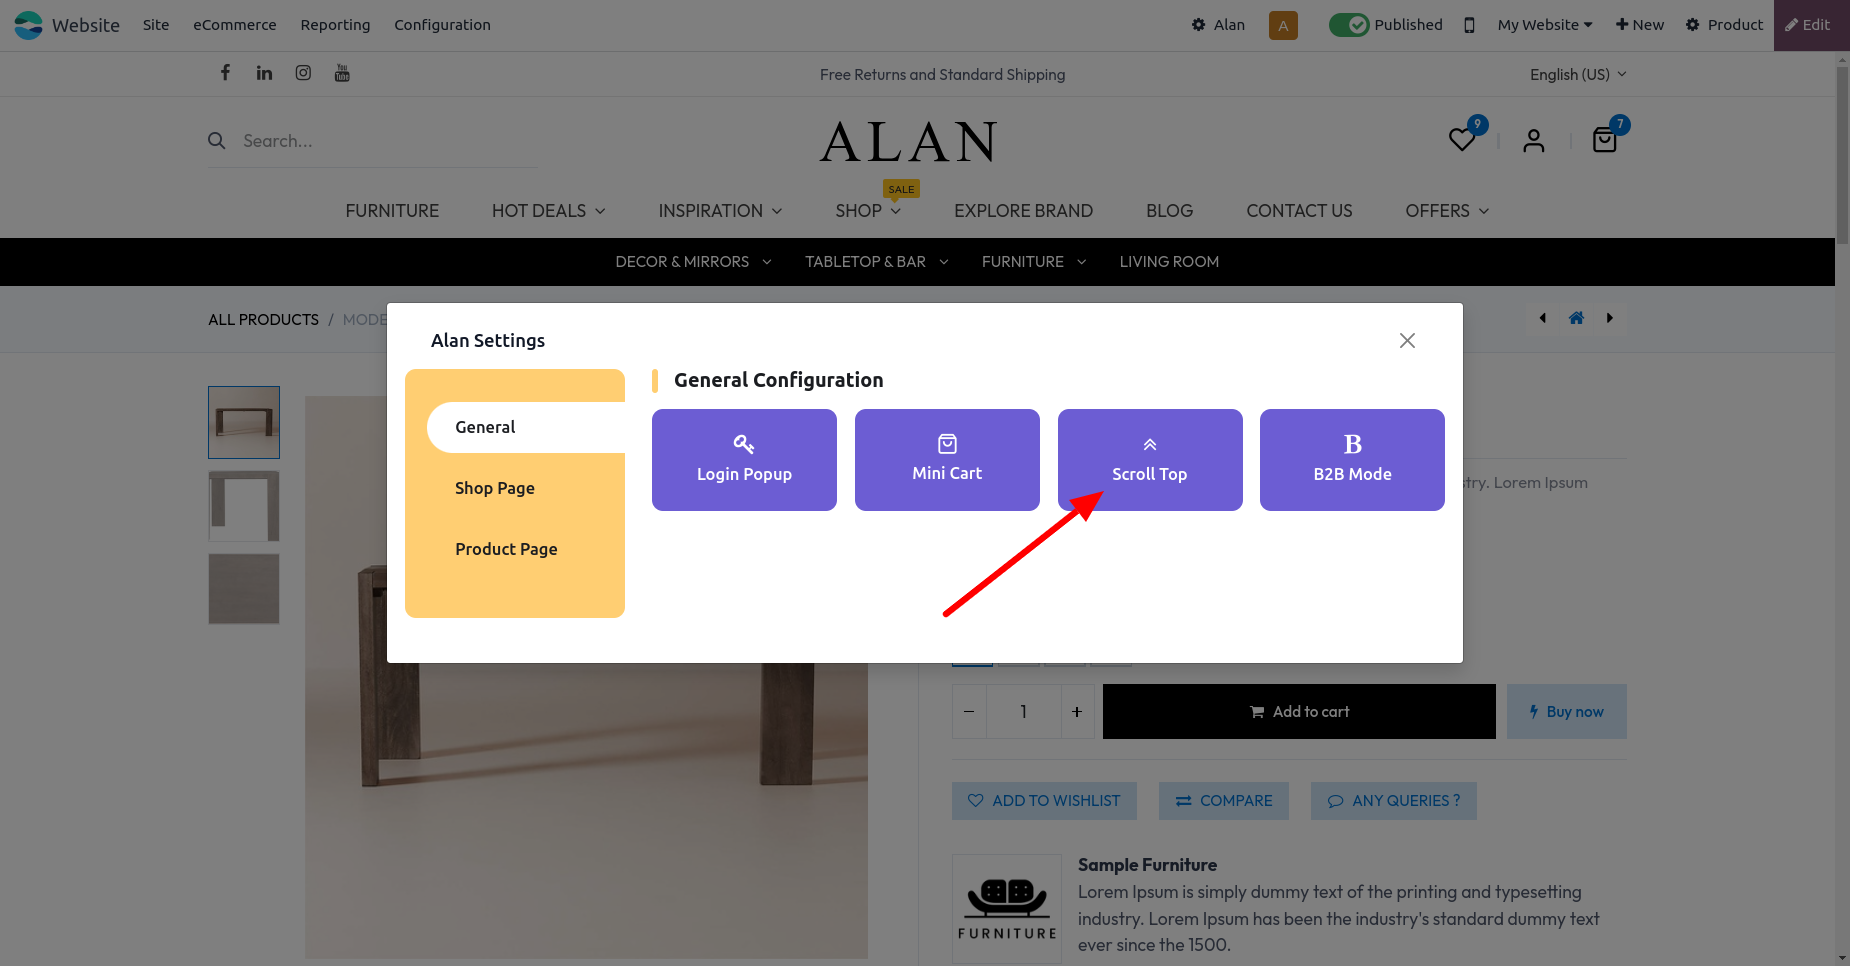 Website Site eCommerce Reporting Configuration Alan A Published My Website New Product Edit
Free Returns and Standard Shipping English (US)
Search... ALAN 9 7
SALE
FURNITURE HOT DEALS INSPIRATION SHOP EXPLORE BRAND BLOG CONTACT US OFFERS
DECOR & MIRRORS TABLETOP & BAR FURNITURE LIVING ROOM
ALL PRODUCTS / MODE
Alan Settings
General
Shop Page
Product Page
General Configuration
Login Popup Mini Cart Scroll Top B B2B Mode
stry. Lorem Ipsum
1 Add to cart Buy now
ADD TO WISHLIST COMPARE ANY QUERIES ?
FURNITURE
Sample Furniture
Lorem Ipsum is simply dummy text of the printing and typesetting
industry. Lorem Ipsum has been the industry's standard dummy text
ever since the 1500.